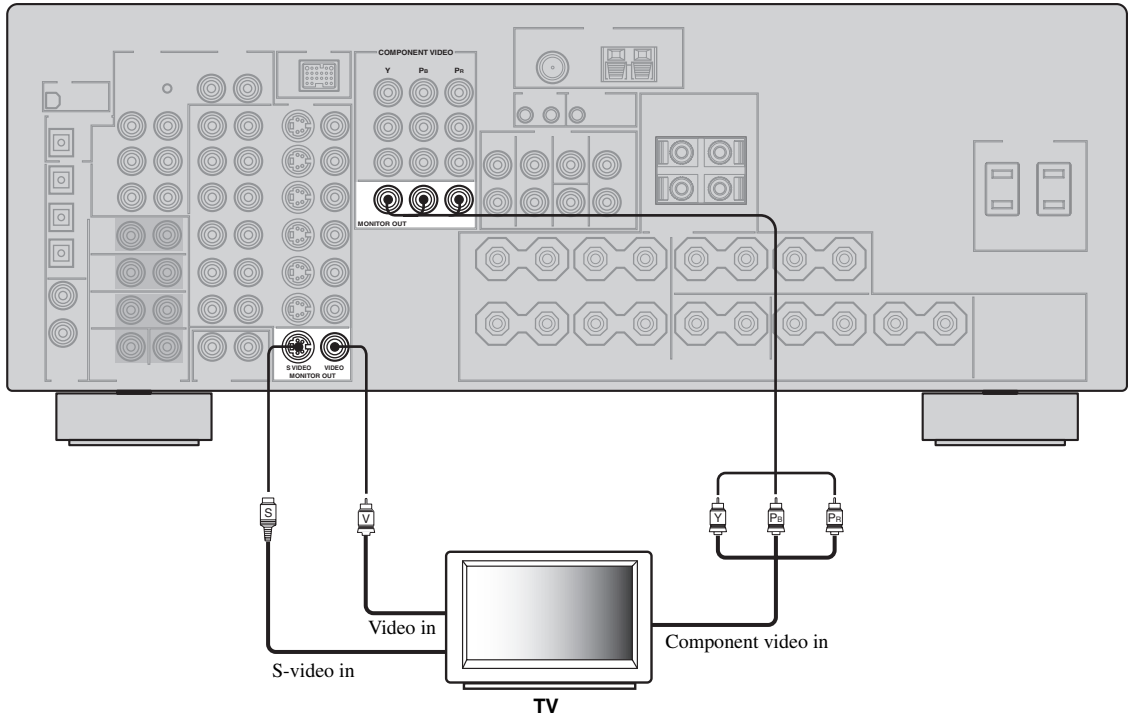 COMPONENT VIDEO
Y PB PR
MONITOR OUT
S VIDEO VIDEO
MONITOR OUT
S
V
Y
PB
PR
Video in
S-video in
Component video in
TV